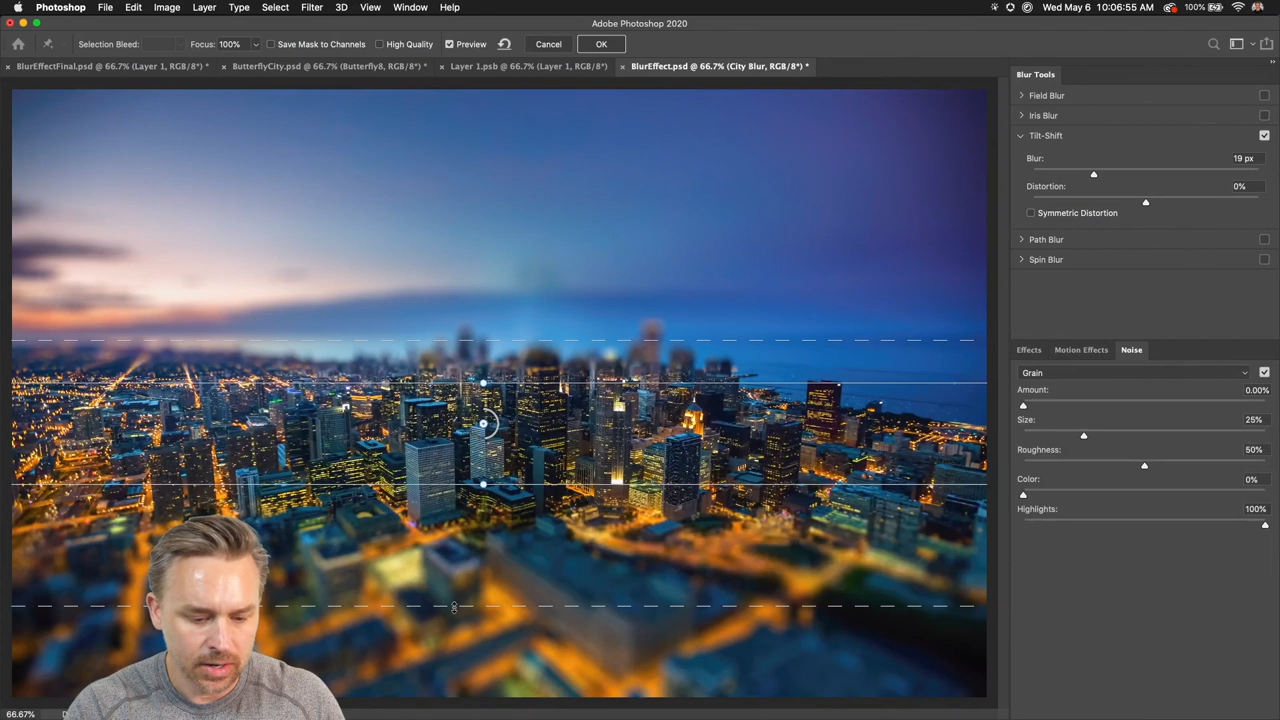 Photoshop File Edit Image Layer Type Select Filter 3D View Window Help Wed May 6 10:06:55 AM 100%
Adobe Photoshop 2020
Selection Bleed: Focus: 100% Save Mask to Channels High Quality Preview Cancel OK
× BlurEffectFinal.psd @ 66.7% (Layer 1, RGB/8*) * × ButterflyCity.psd @ 66.7% (Butterfly8, RGB/8*) * × Layer 1.psb @ 66.7% (Layer 1, RGB/8*) × BlurEffect.psd @ 66.7% (City Blur, RGB/8*) *
Blur Tools
Field Blur
Iris Blur
Tilt-Shift
Blur: 19 px
Distortion: 0%
Symmetric Distortion
Path Blur
Spin Blur
Effects Motion Effects Noise
Grain
Amount: 0.00%
Size: 25%
Roughness: 50%
Color: 0%
Highlights: 100%
66.67%